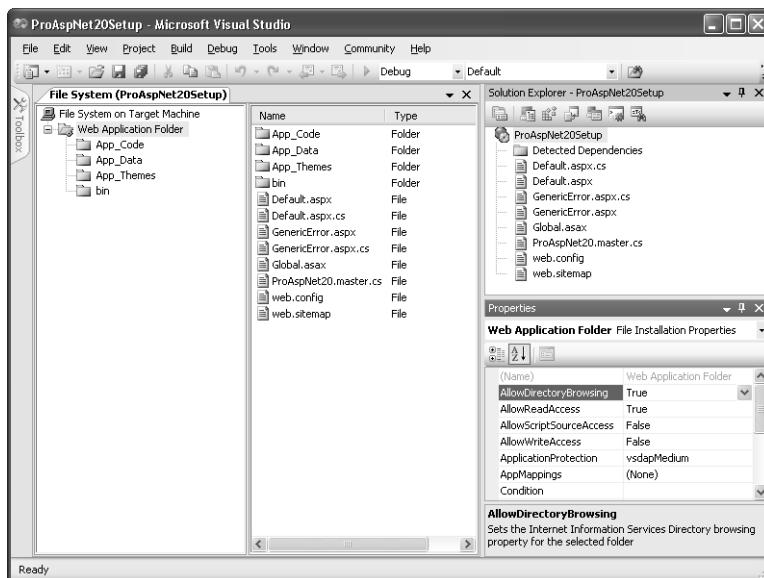 ProAspNet20Setup - Microsoft Visual Studio
File Edit View Project Build Debug Tools Window Community Help
Debug Default
Toolbox
File System (ProAspNet20Setup)
File System on Target Machine
Web Application Folder
App_Code
App_Data
App_Themes
bin
Name Type
App_Code Folder
App_Data Folder
App_Themes Folder
bin Folder
Default.aspx File
Default.aspx.cs File
GenericError.aspx File
GenericError.aspx.cs File
Global.asax File
ProAspNet20.master.cs File
web.config File
web.sitemap File
Solution Explorer - ProAspNet20Setup
ProAspNet20Setup
Detected Dependencies
Default.aspx.cs
Default.aspx
GenericError.aspx.cs
GenericError.aspx
Global.asax
ProAspNet20.master.cs
web.config
web.sitemap
Properties
Web Application Folder File Installation Properties
(Name) Web Application Folder
AllowDirectoryBrowsing True
AllowReadAccess True
AllowScriptSourceAccess False
AllowWriteAccess False
ApplicationProtection vsdapMedium
AppMappings (None)
Condition
AllowDirectoryBrowsing
Sets the Internet Information Services Directory browsing
property for the selected folder
Ready